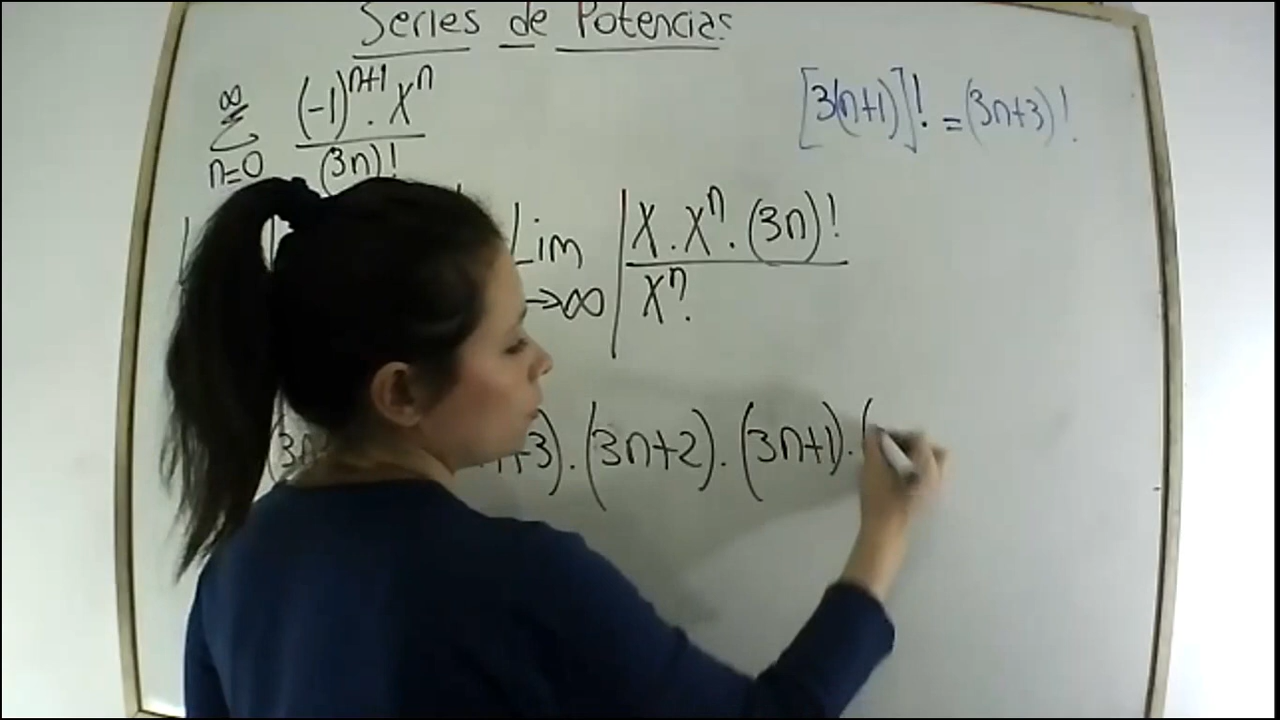 Series de Potencias
∞
Σ (-1)^(n+1) . X^n / (3n)!
n=0
[3(n+1)]! = (3n+3)!
Lim | X . X^n . (3n)! / X^n .
→∞
(3n n+3) . (3n+2) . (3n+1) . (